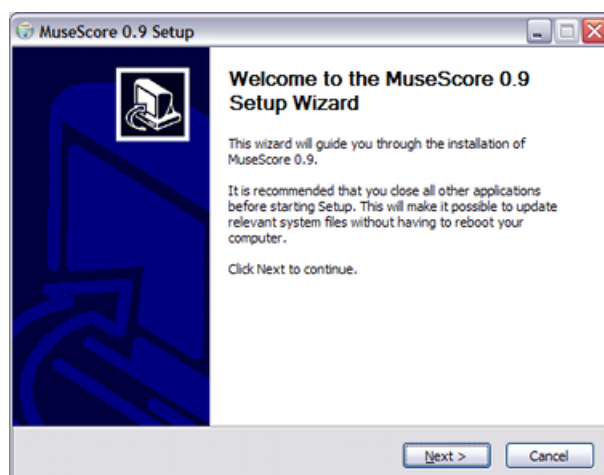 MuseScore 0.9 Setup
Welcome to the MuseScore 0.9
Setup Wizard
This wizard will guide you through the installation of
MuseScore 0.9.
It is recommended that you close all other applications
before starting Setup. This will make it possible to update
relevant system files without having to reboot your
computer.
Click Next to continue.
Next >
Cancel